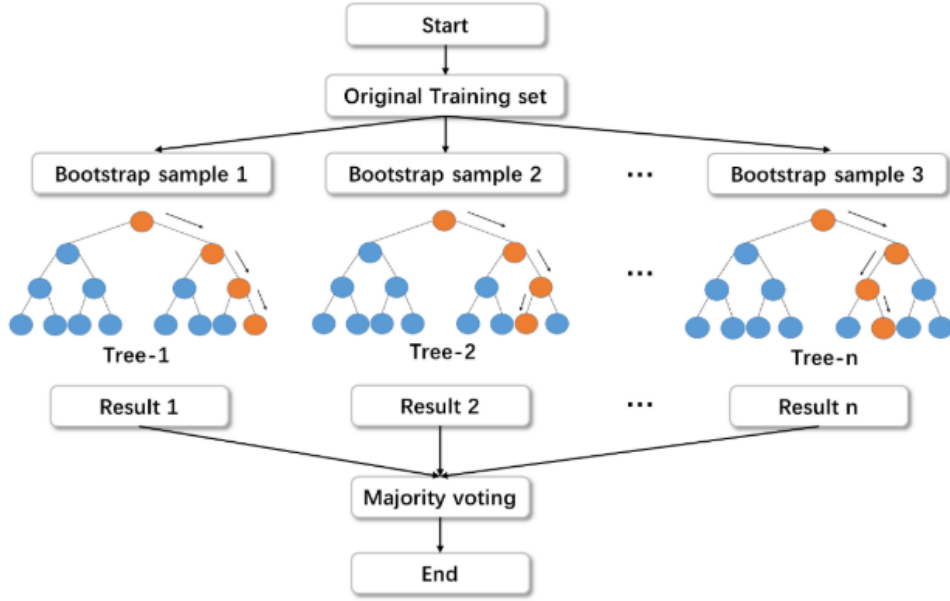 Start
Original Training set
Bootstrap sample 1
Bootstrap sample 2
...
Bootstrap sample 3
...
Tree-1
Tree-2
Tree-n
Result 1
Result 2
...
Result n
Majority voting
End